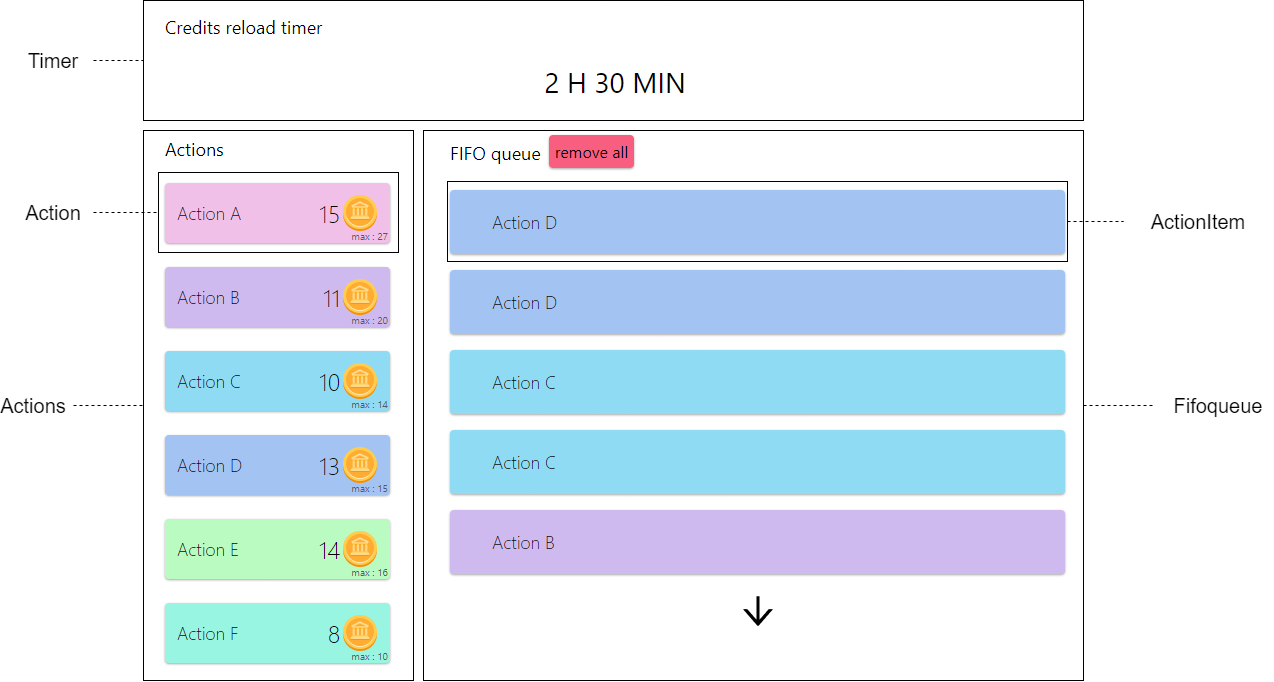 Credits reload timer
Timer
2 H 30 MIN
Actions
FIFO queue remove all
Action
Action A 15
max : 27
Action B 11
max : 20
Action C 10
max : 14
Actions
Action D 13
max : 15
Action E 14
max : 16
Action F 8
max : 10
Action D
ActionItem
Action D
Action C
Fifoqueue
Action C
Action B